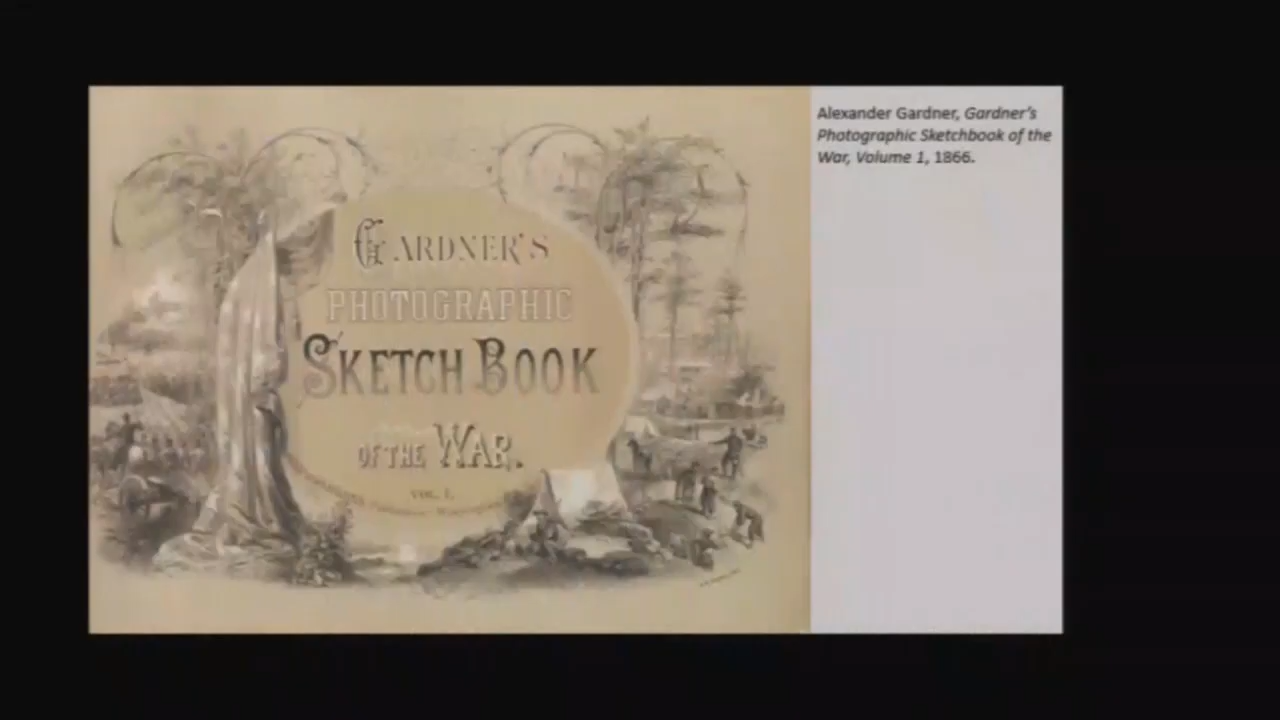 GARDNER'S
PHOTOGRAPHIC
SKETCH BOOK
OF THE WAR.
VOL. I.
Alexander Gardner, Gardner's
Photographic Sketchbook of the
War, Volume 1, 1866.